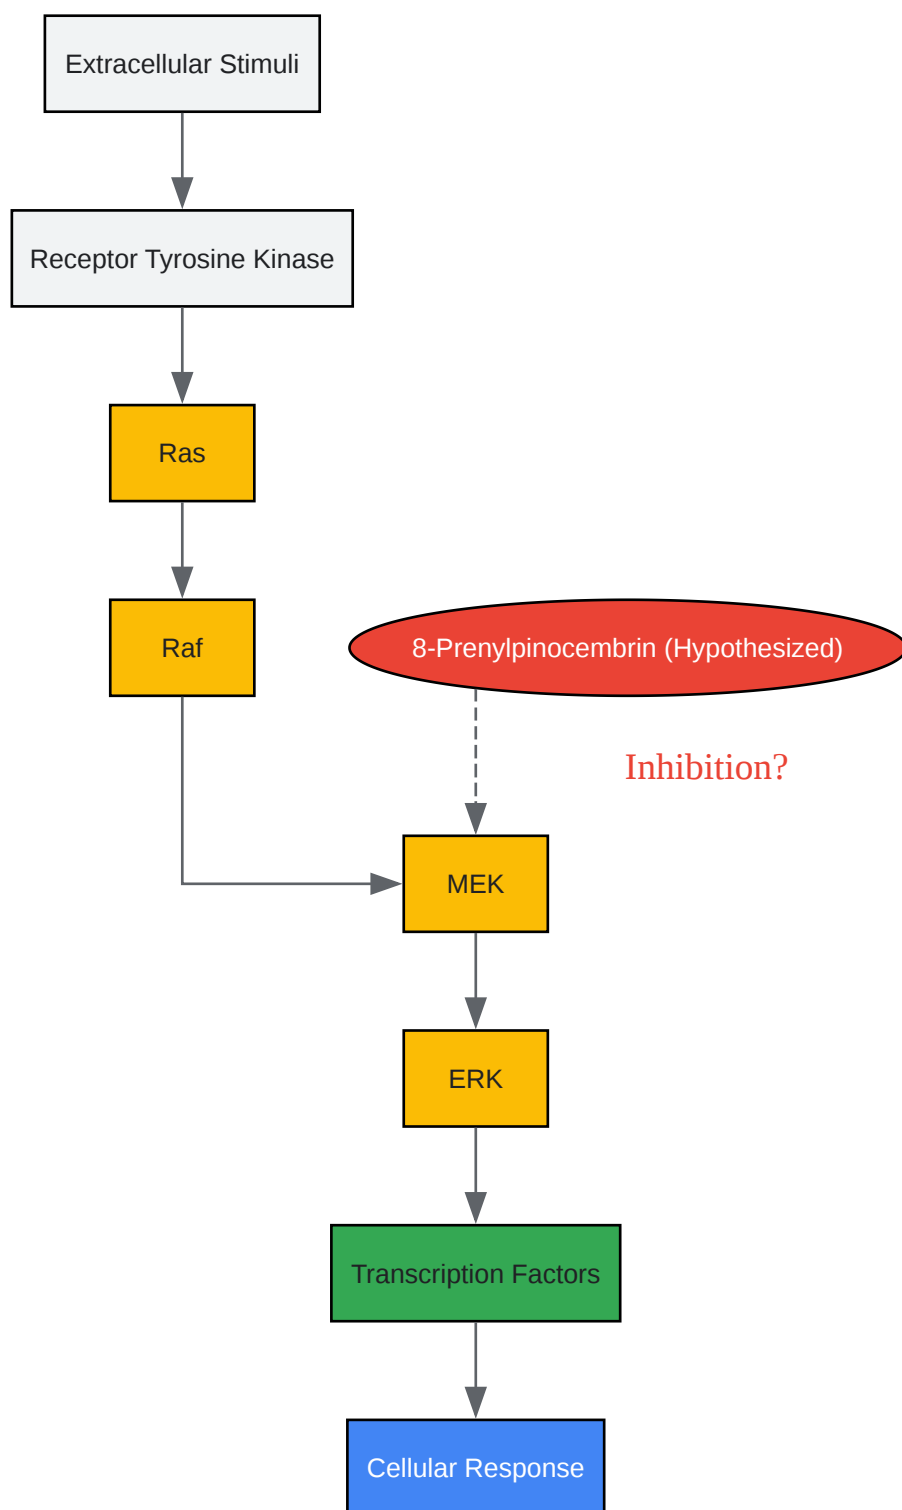 Extracellular Stimuli
Receptor Tyrosine Kinase
Ras
Raf
8-Prenylpinocembrin (Hypothesized)
Inhibition?
MEK
ERK
Transcription Factors
Cellular Response